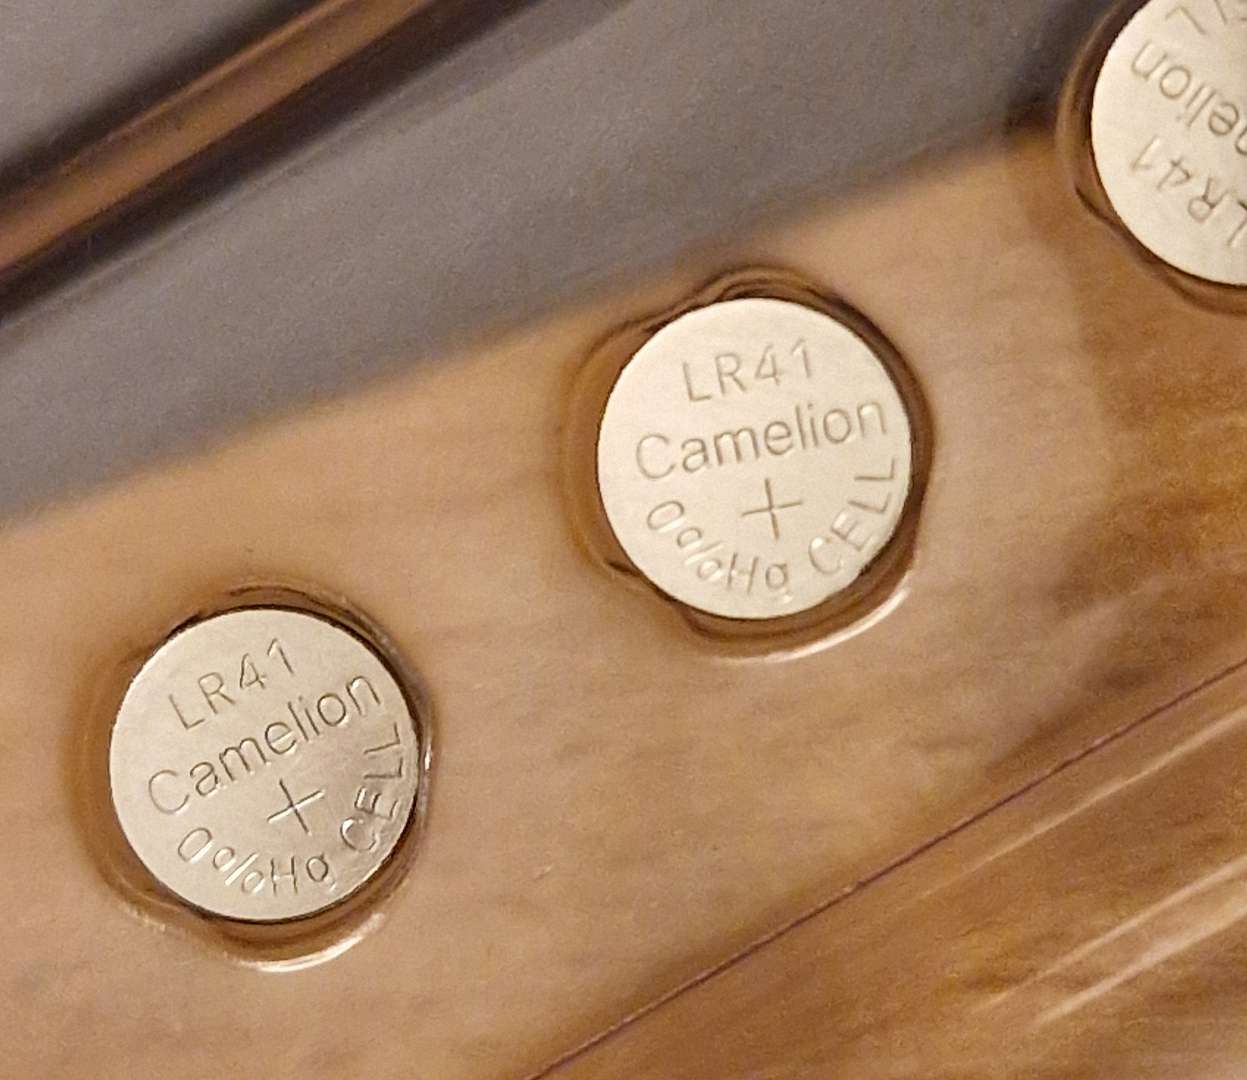 LR41
Camelion
+
0%Hg CELL
LR41
Camelion
+
0%Hg CELL
LR41